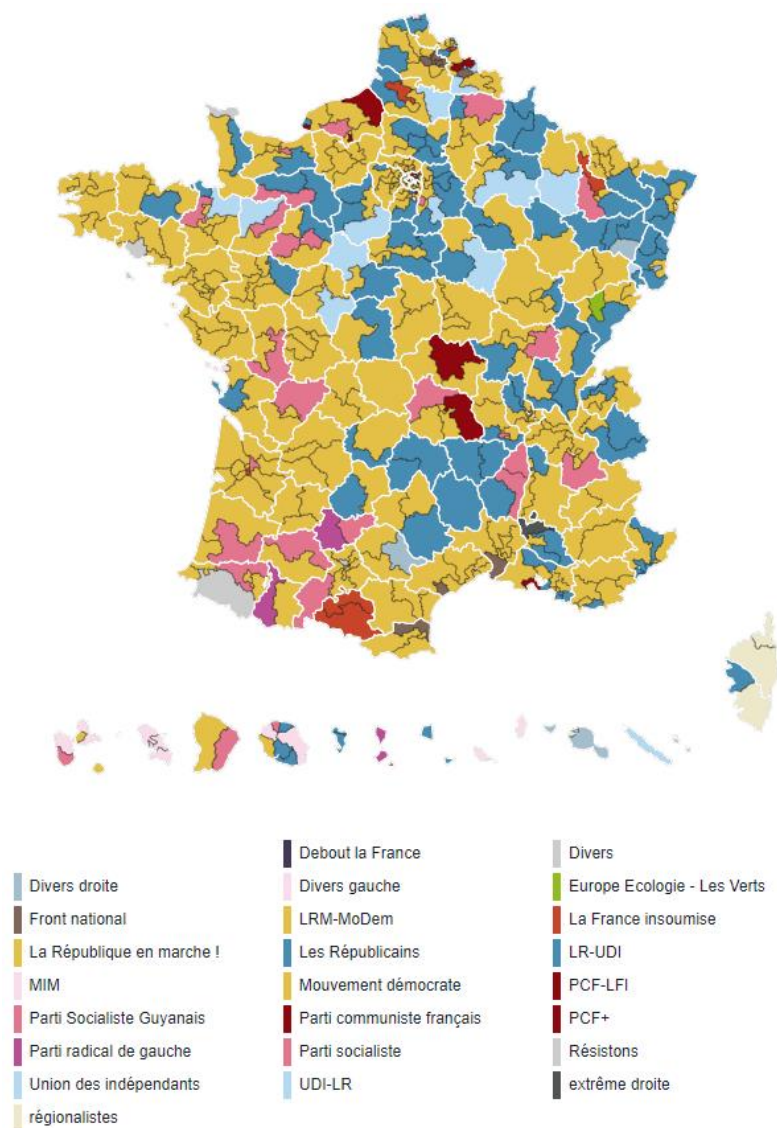 Debout la France
Divers
Divers droite
Divers gauche
Europe Ecologie - Les Verts
Front national
LRM-MoDem
La France insoumise
La République en marche !
Les Républicains
LR-UDI
MIM
Mouvement démocrate
PCF-LFI
Parti Socialiste Guyanais
Parti communiste français
PCF+
Parti radical de gauche
Parti socialiste
Résistons
Union des indépendants
UDI-LR
extrême droite
régionalistes